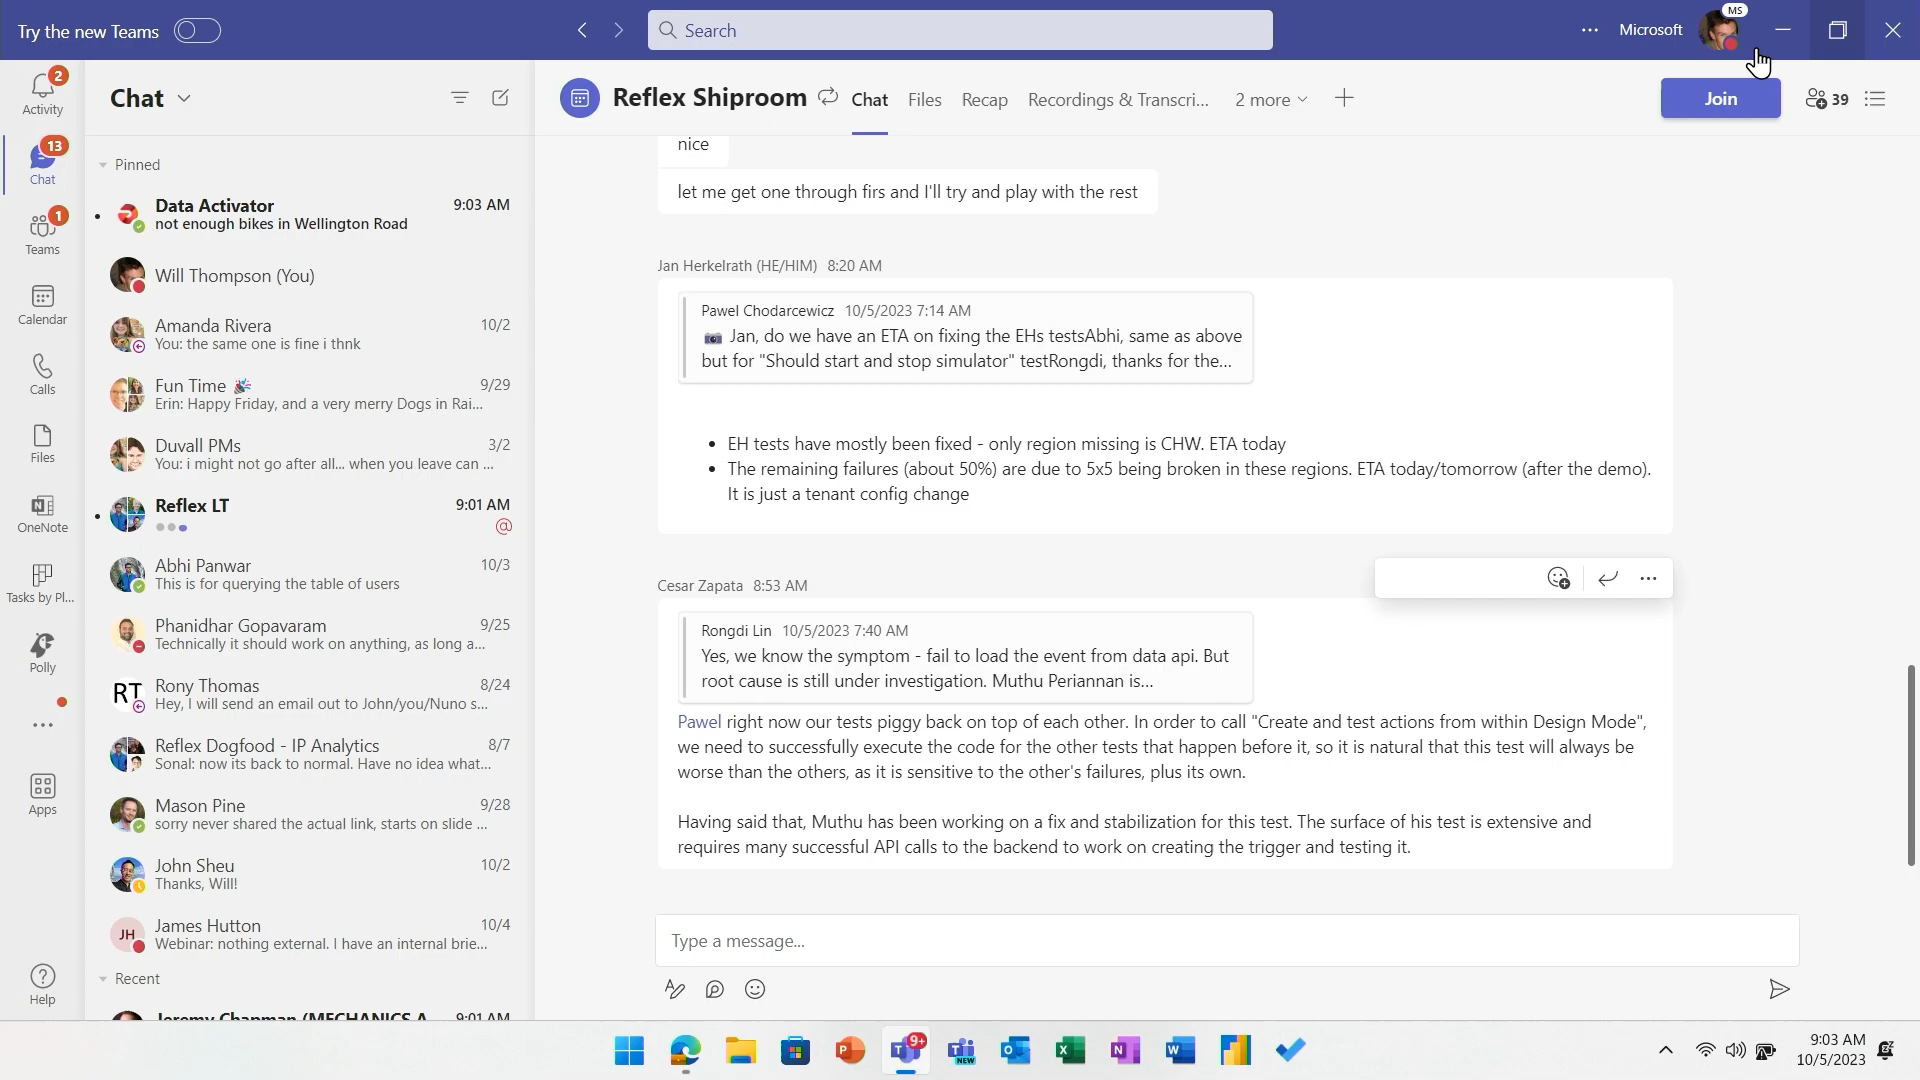 Try the new Teams
Search
Microsoft
MS
2
Activity
13
Chat
1
Teams
Calendar
Calls
Files
OneNote
Tasks by Pl...
Polly
Apps
Help
Chat
Pinned
Data Activator 9:03 AM
not enough bikes in Wellington Road
Will Thompson (You)
Amanda Rivera 10/2
You: the same one is fine i thnk
Fun Time 🎉 9/29
Erin: Happy Friday, and a very merry Dogs in Rai...
Duvall PMs 3/2
You: i might not go after all... when you leave can ...
Reflex LT 9:01 AM
@
Abhi Panwar 10/3
This is for querying the table of users
Phanidhar Gopavaram 9/25
Technically it should work on anything, as long a...
RT
Rony Thomas 8/24
Hey, I will send an email out to John/you/Nuno s...
Reflex Dogfood - IP Analytics 8/7
Sonal: now its back to normal. Have no idea what...
Mason Pine 9/28
sorry never shared the actual link, starts on slide ...
John Sheu 10/2
Thanks, Will!
JH
James Hutton 10/4
Webinar: nothing external. I have an internal brie...
Recent
Jeremy Chapman (MECHANICS A... 9:01 AM
Reflex Shiproom Chat Files Recap Recordings & Transcri... 2 more
Join
39
nice
let me get one through firs and I'll try and play with the rest
Jan Herkelrath (HE/HIM) 8:20 AM
Pawel Chodarcewicz 10/5/2023 7:14 AM
📷 Jan, do we have an ETA on fixing the EHs testsAbhi, same as above
but for "Should start and stop simulator" testRongdi, thanks for the...
• EH tests have mostly been fixed - only region missing is CHW. ETA today
• The remaining failures (about 50%) are due to 5x5 being broken in these regions. ETA today/tomorrow (after the demo).
It is just a tenant config change
Cesar Zapata 8:53 AM
Rongdi Lin 10/5/2023 7:40 AM
Yes, we know the symptom - fail to load the event from data api. But
root cause is still under investigation. Muthu Periannan is...
Pawel right now our tests piggy back on top of each other. In order to call "Create and test actions from within Design Mode",
we need to successfully execute the code for the other tests that happen before it, so it is natural that this test will always be
worse than the others, as it is sensitive to the other's failures, plus its own.
Having said that, Muthu has been working on a fix and stabilization for this test. The surface of his test is extensive and
requires many successful API calls to the backend to work on creating the trigger and testing it.
Type a message...
9+
NEW
9:03 AM
10/5/2023